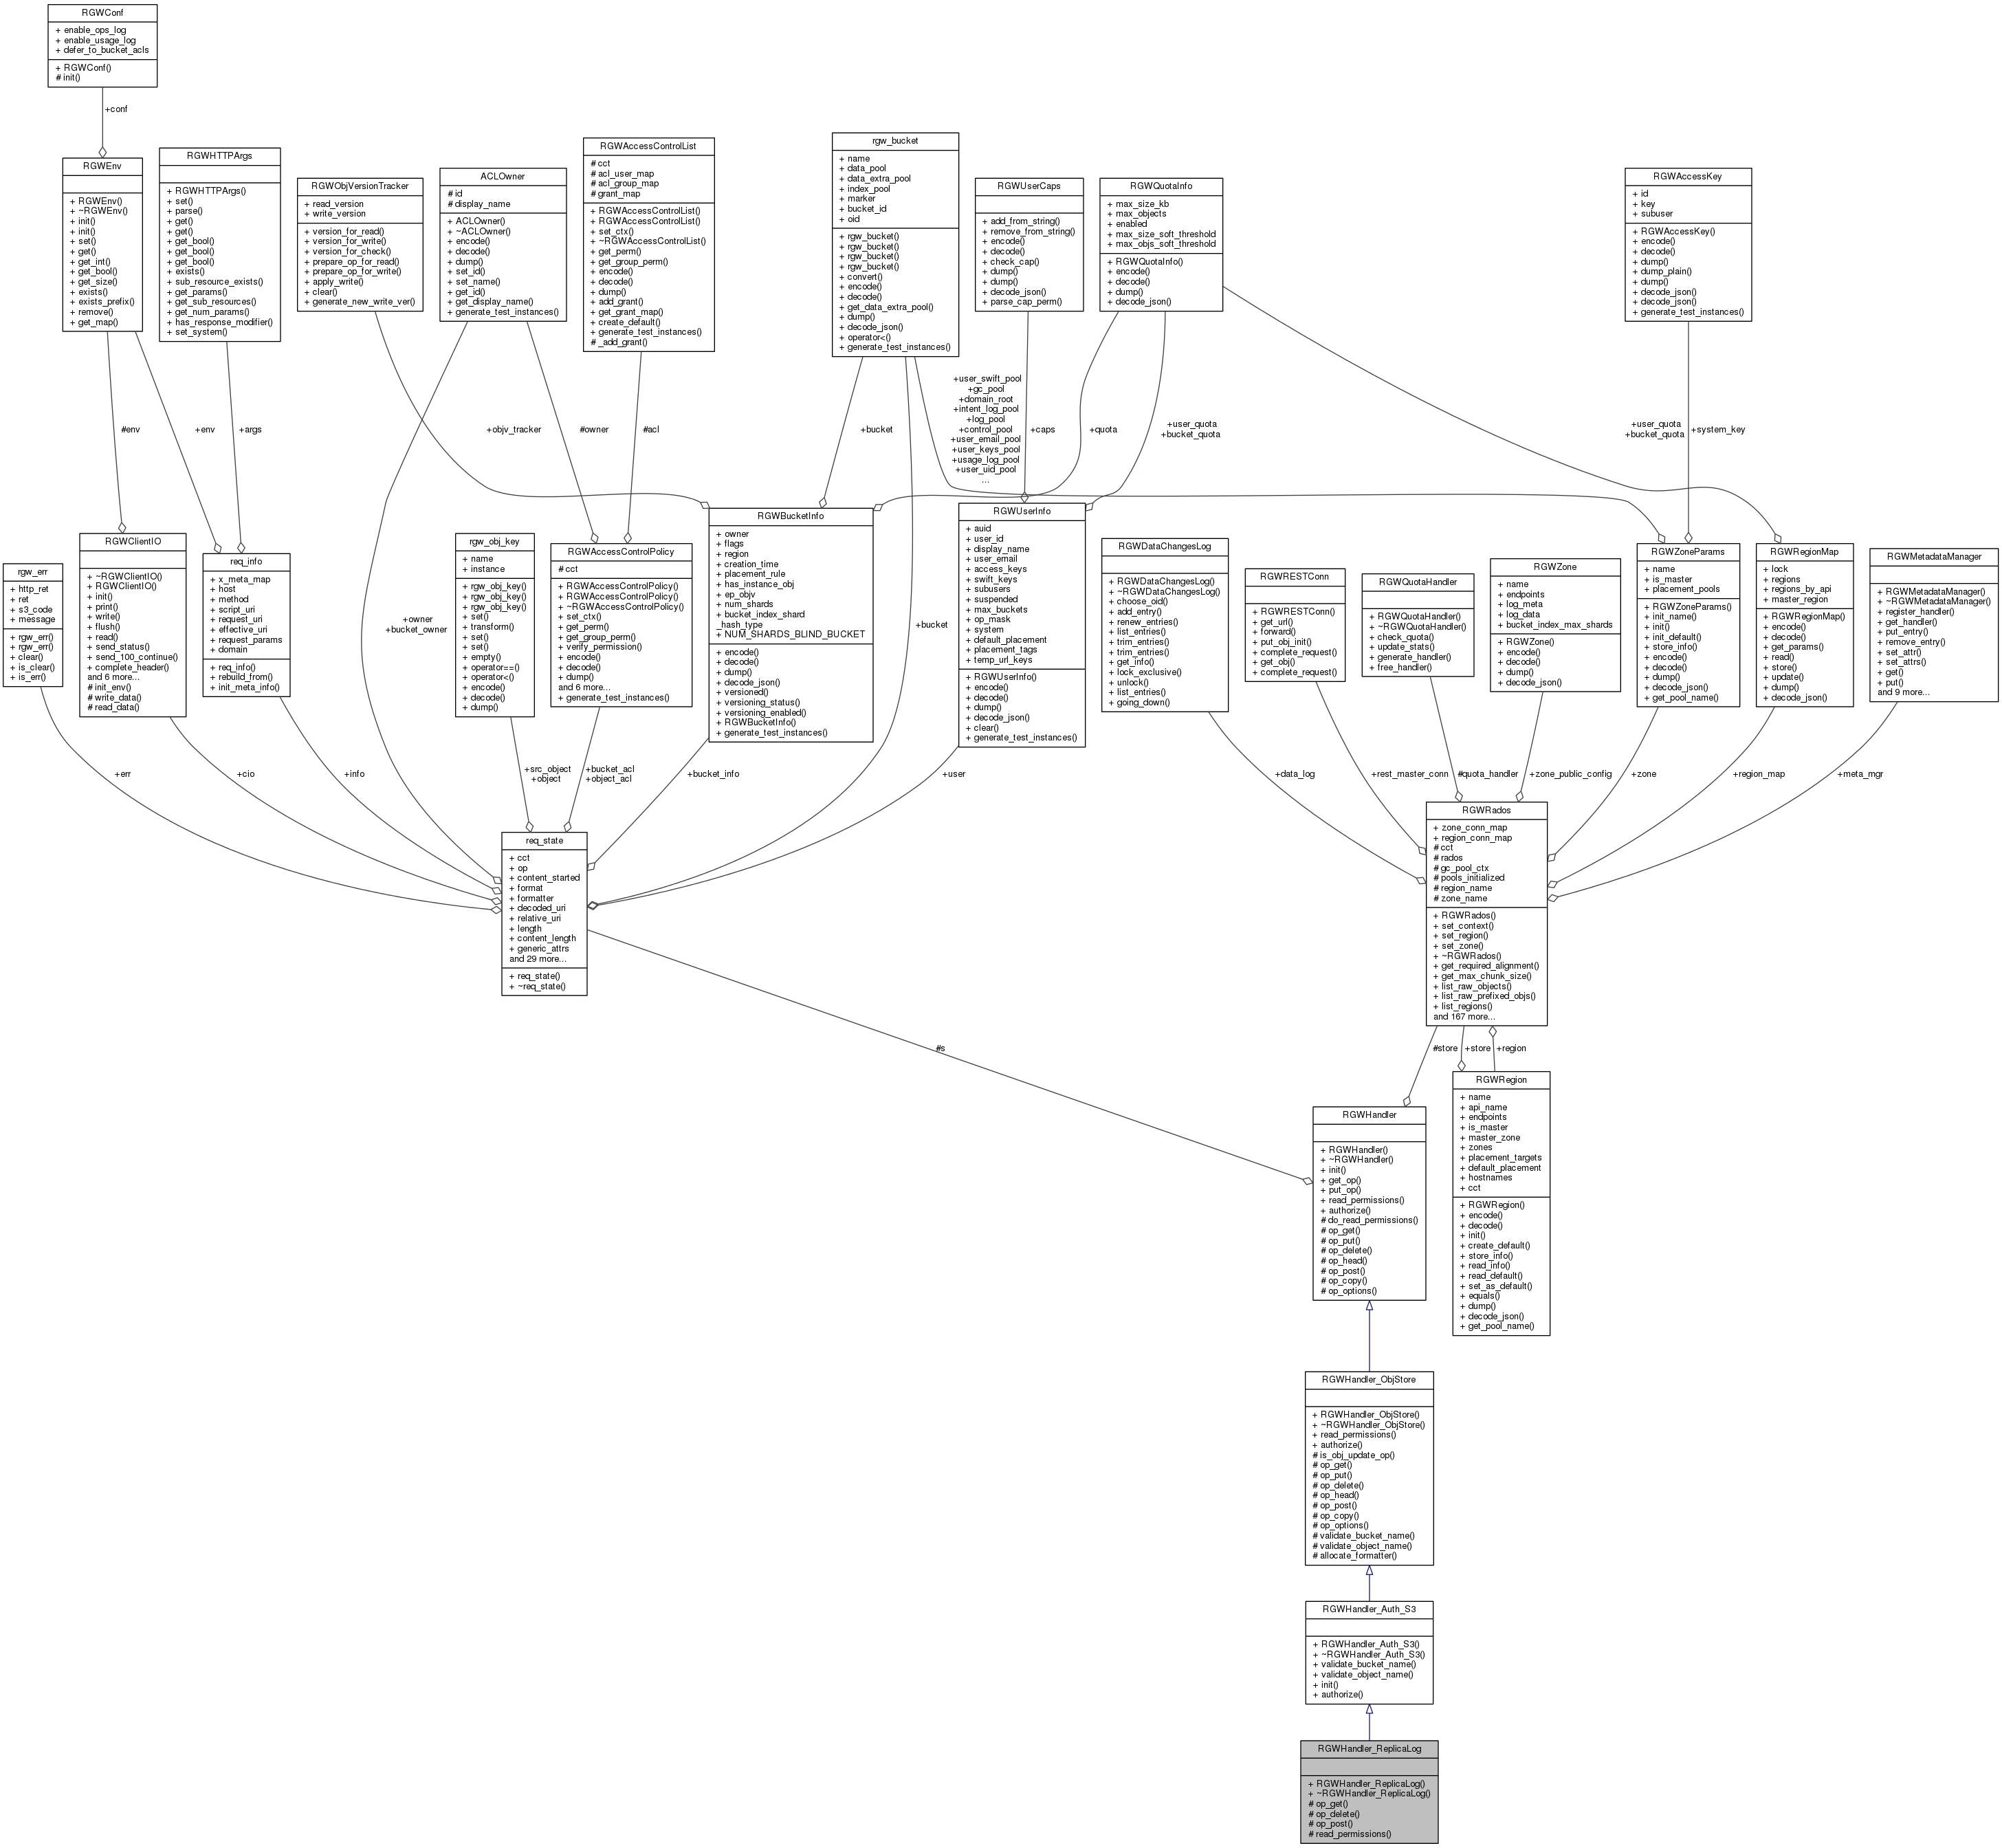 RGWConf
+ enable_ops_log
+ enable_usage_log
+ defer_to_bucket_acls
+ RGWConf()
# init()
+conf
RGWEnv
+ RGWEnv()
+ ~RGWEnv()
+ init()
+ init()
+ set()
+ get()
+ get_int()
+ get_bool()
+ get_size()
+ exists()
+ exists_prefix()
+ remove()
+ get_map()
RGWHTTPArgs
+ RGWHTTPArgs()
+ set()
+ parse()
+ get()
+ get()
+ get_bool()
+ get_bool()
+ get_bool()
+ exists()
+ sub_resource_exists()
+ get_params()
+ get_sub_resources()
+ get_num_params()
+ has_response_modifier()
+ set_system()
RGWObjVersionTracker
+ read_version
+ write_version
+ version_for_read()
+ version_for_write()
+ version_for_check()
+ prepare_op_for_read()
+ prepare_op_for_write()
+ apply_write()
+ clear()
+ generate_new_write_ver()
ACLOwner
# id
# display_name
+ ACLOwner()
+ ~ACLOwner()
+ encode()
+ decode()
+ dump()
+ set_id()
+ set_name()
+ get_id()
+ get_display_name()
+ generate_test_instances()
RGWAccessControlList
# cct
# acl_user_map
# acl_group_map
# grant_map
+ RGWAccessControlList()
+ RGWAccessControlList()
+ set_ctx()
+ ~RGWAccessControlList()
+ get_perm()
+ get_group_perm()
+ encode()
+ decode()
+ dump()
+ add_grant()
+ get_grant_map()
+ create_default()
+ generate_test_instances()
# _add_grant()
rgw_bucket
+ name
+ data_pool
+ data_extra_pool
+ index_pool
+ marker
+ bucket_id
+ oid
+ rgw_bucket()
+ rgw_bucket()
+ rgw_bucket()
+ rgw_bucket()
+ convert()
+ encode()
+ decode()
+ get_data_extra_pool()
+ dump()
+ decode_json()
+ operator<()
+ generate_test_instances()
RGWUserCaps
+ add_from_string()
+ remove_from_string()
+ encode()
+ decode()
+ check_cap()
+ dump()
+ dump()
+ decode_json()
+ parse_cap_perm()
RGWQuotaInfo
+ max_size_kb
+ max_objects
+ enabled
+ max_size_soft_threshold
+ max_objs_soft_threshold
+ RGWQuotaInfo()
+ encode()
+ decode()
+ dump()
+ decode_json()
RGWAccessKey
+ id
+ key
+ subuser
+ RGWAccessKey()
+ encode()
+ decode()
+ dump()
+ dump_plain()
+ dump()
+ decode_json()
+ decode_json()
+ generate_test_instances()
#env
+env
+args
+owner
+bucket_owner
+objv_tracker
#owner
#acl
+bucket
+user_swift_pool
+gc_pool
+domain_root
+intent_log_pool
+log_pool
+control_pool
+user_email_pool
+user_keys_pool
+usage_log_pool
+user_uid_pool
...
+caps
+quota
+user_quota
+bucket_quota
+user_quota
+bucket_quota
+system_key
rgw_err
+ http_ret
+ ret
+ s3_code
+ message
+ rgw_err()
+ rgw_err()
+ clear()
+ is_clear()
+ is_err()
RGWClientIO
+ ~RGWClientIO()
+ RGWClientIO()
+ init()
+ print()
+ write()
+ flush()
+ read()
+ send_status()
+ send_100_continue()
+ complete_header()
and 6 more...
# init_env()
# write_data()
# read_data()
req_info
+ x_meta_map
+ host
+ method
+ script_uri
+ request_uri
+ effective_uri
+ request_params
+ domain
+ req_info()
+ rebuild_from()
+ init_meta_info()
rgw_obj_key
+ name
+ instance
+ rgw_obj_key()
+ rgw_obj_key()
+ rgw_obj_key()
+ set()
+ transform()
+ set()
+ set()
+ empty()
+ operator==()
+ operator<()
+ encode()
+ decode()
+ dump()
RGWAccessControlPolicy
# cct
+ RGWAccessControlPolicy()
+ RGWAccessControlPolicy()
+ ~RGWAccessControlPolicy()
+ set_ctx()
+ get_perm()
+ get_group_perm()
+ verify_permission()
+ encode()
+ decode()
+ dump()
and 6 more...
+ generate_test_instances()
RGWBucketInfo
+ owner
+ flags
+ region
+ creation_time
+ placement_rule
+ has_instance_obj
+ ep_objv
+ num_shards
+ bucket_index_shard
_hash_type
+ NUM_SHARDS_BLIND_BUCKET
+ encode()
+ decode()
+ dump()
+ decode_json()
+ versioned()
+ versioning_status()
+ versioning_enabled()
+ RGWBucketInfo()
+ generate_test_instances()
+bucket
RGWUserInfo
+ auid
+ user_id
+ display_name
+ user_email
+ access_keys
+ swift_keys
+ subusers
+ suspended
+ max_buckets
+ op_mask
+ system
+ default_placement
+ placement_tags
+ temp_url_keys
+ RGWUserInfo()
+ encode()
+ decode()
+ dump()
+ decode_json()
+ clear()
+ generate_test_instances()
RGWDataChangesLog
+ RGWDataChangesLog()
+ ~RGWDataChangesLog()
+ choose_oid()
+ add_entry()
+ renew_entries()
+ list_entries()
+ trim_entries()
+ trim_entries()
+ get_info()
+ lock_exclusive()
+ unlock()
+ list_entries()
+ going_down()
RGWRESTConn
+ RGWRESTConn()
+ get_url()
+ forward()
+ put_obj_init()
+ complete_request()
+ get_obj()
+ complete_request()
RGWQuotaHandler
+ RGWQuotaHandler()
+ ~RGWQuotaHandler()
+ check_quota()
+ update_stats()
+ generate_handler()
+ free_handler()
RGWZone
+ name
+ endpoints
+ log_meta
+ log_data
+ bucket_index_max_shards
+ RGWZone()
+ encode()
+ decode()
+ dump()
+ decode_json()
RGWZoneParams
+ name
+ is_master
+ placement_pools
+ RGWZoneParams()
+ init_name()
+ init()
+ init_default()
+ store_info()
+ encode()
+ decode()
+ dump()
+ decode_json()
+ get_pool_name()
RGWRegionMap
+ lock
+ regions
+ regions_by_api
+ master_region
+ RGWRegionMap()
+ encode()
+ decode()
+ get_params()
+ read()
+ store()
+ update()
+ dump()
+ decode_json()
RGWMetadataManager
+ RGWMetadataManager()
+ ~RGWMetadataManager()
+ register_handler()
+ get_handler()
+ put_entry()
+ remove_entry()
+ set_attr()
+ set_attrs()
+ get()
+ put()
and 9 more...
+err
+cio
+info
+src_object
+object
+bucket_acl
+object_acl
+bucket_info
+user
+data_log
+rest_master_conn
#quota_handler
+zone_public_config
+zone
+region_map
+meta_mgr
req_state
+ cct
+ op
+ content_started
+ format
+ formatter
+ decoded_uri
+ relative_uri
+ length
+ content_length
+ generic_attrs
and 29 more...
+ req_state()
+ ~req_state()
RGWRados
+ zone_conn_map
+ region_conn_map
# cct
# rados
# gc_pool_ctx
# pools_initialized
# region_name
# zone_name
+ RGWRados()
+ set_context()
+ set_region()
+ set_zone()
+ ~RGWRados()
+ get_required_alignment()
+ get_max_chunk_size()
+ list_raw_objects()
+ list_raw_prefixed_objs()
+ list_regions()
and 167 more...
#s
#store
+store
+region
RGWRegion
+ name
+ api_name
+ endpoints
+ is_master
+ master_zone
+ zones
+ placement_targets
+ default_placement
+ hostnames
+ cct
+ RGWRegion()
+ encode()
+ decode()
+ init()
+ create_default()
+ store_info()
+ read_info()
+ read_default()
+ set_as_default()
+ equals()
+ dump()
+ decode_json()
+ get_pool_name()
RGWHandler
+ RGWHandler()
+ ~RGWHandler()
+ init()
+ get_op()
+ put_op()
+ read_permissions()
+ authorize()
# do_read_permissions()
# op_get()
# op_put()
# op_delete()
# op_head()
# op_post()
# op_copy()
# op_options()
RGWHandler_ObjStore
+ RGWHandler_ObjStore()
+ ~RGWHandler_ObjStore()
+ read_permissions()
+ authorize()
# is_obj_update_op()
# op_get()
# op_put()
# op_delete()
# op_head()
# op_post()
# op_copy()
# op_options()
# validate_bucket_name()
# validate_object_name()
# allocate_formatter()
RGWHandler_Auth_S3
+ RGWHandler_Auth_S3()
+ ~RGWHandler_Auth_S3()
+ validate_bucket_name()
+ validate_object_name()
+ init()
+ authorize()
RGWHandler_ReplicaLog
+ RGWHandler_ReplicaLog()
+ ~RGWHandler_ReplicaLog()
# op_get()
# op_delete()
# op_post()
# read_permissions()